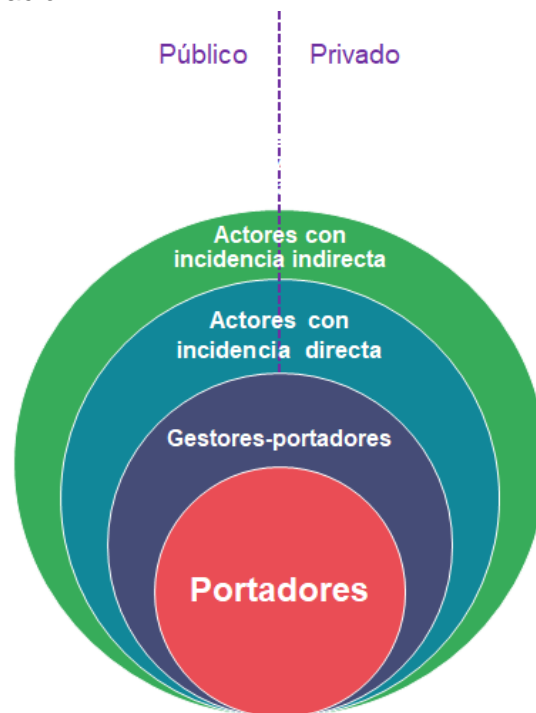 Público
Privado
Actores con
incidencia indirecta
Actores con
incidencia directa
Gestores-portadores
Portadores